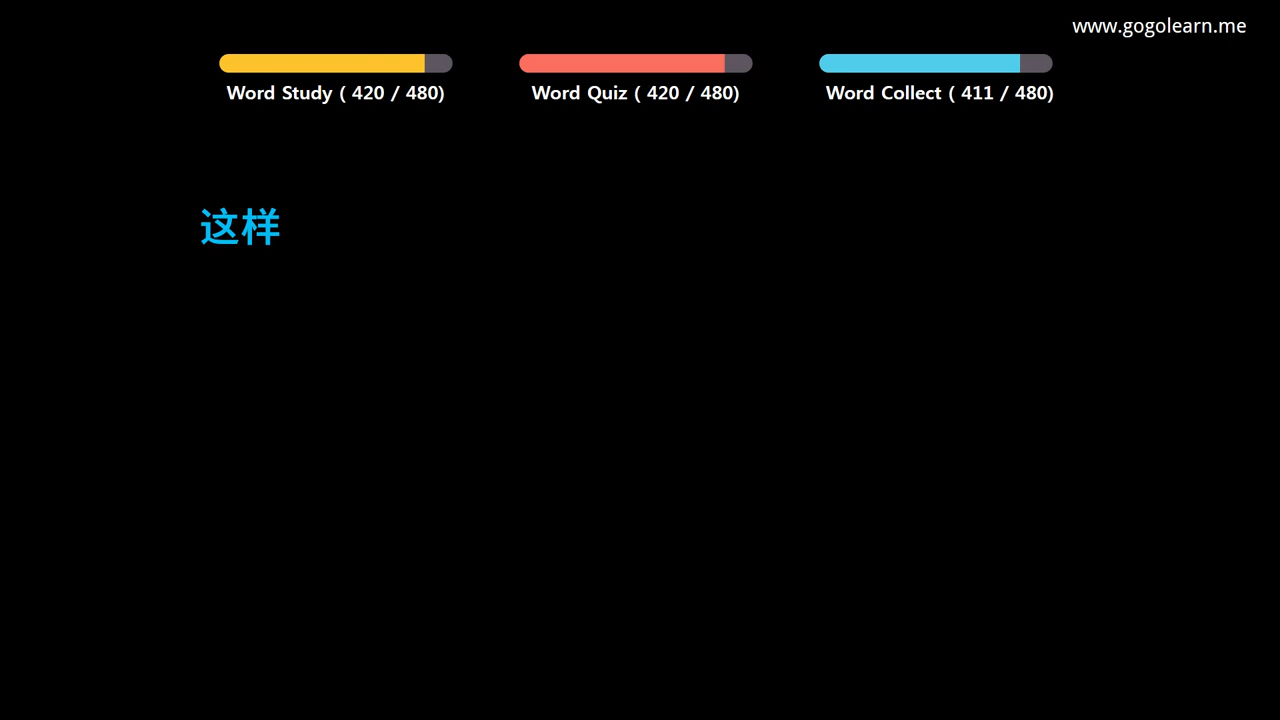 www.gogolearn.me
Word Study ( 420 / 480)
Word Quiz ( 420 / 480)
Word Collect ( 411 / 480)
这样